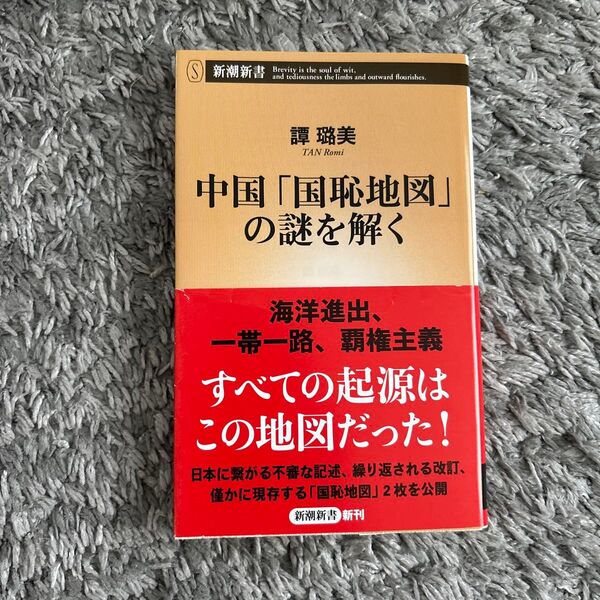 S 新潮新書 Brevity is the soul of wit,
and tediousness the limbs and outward flourishes.
譚 璐美
TAN Romi
中国「国恥地図」
の謎を解く
海洋進出、
一帯一路、覇権主義
すべての起源は
この地図だった!
日本に繋がる不審な記述、繰り返される改訂、
僅かに現存する「国恥地図」2枚を公開
新潮新書 新刊